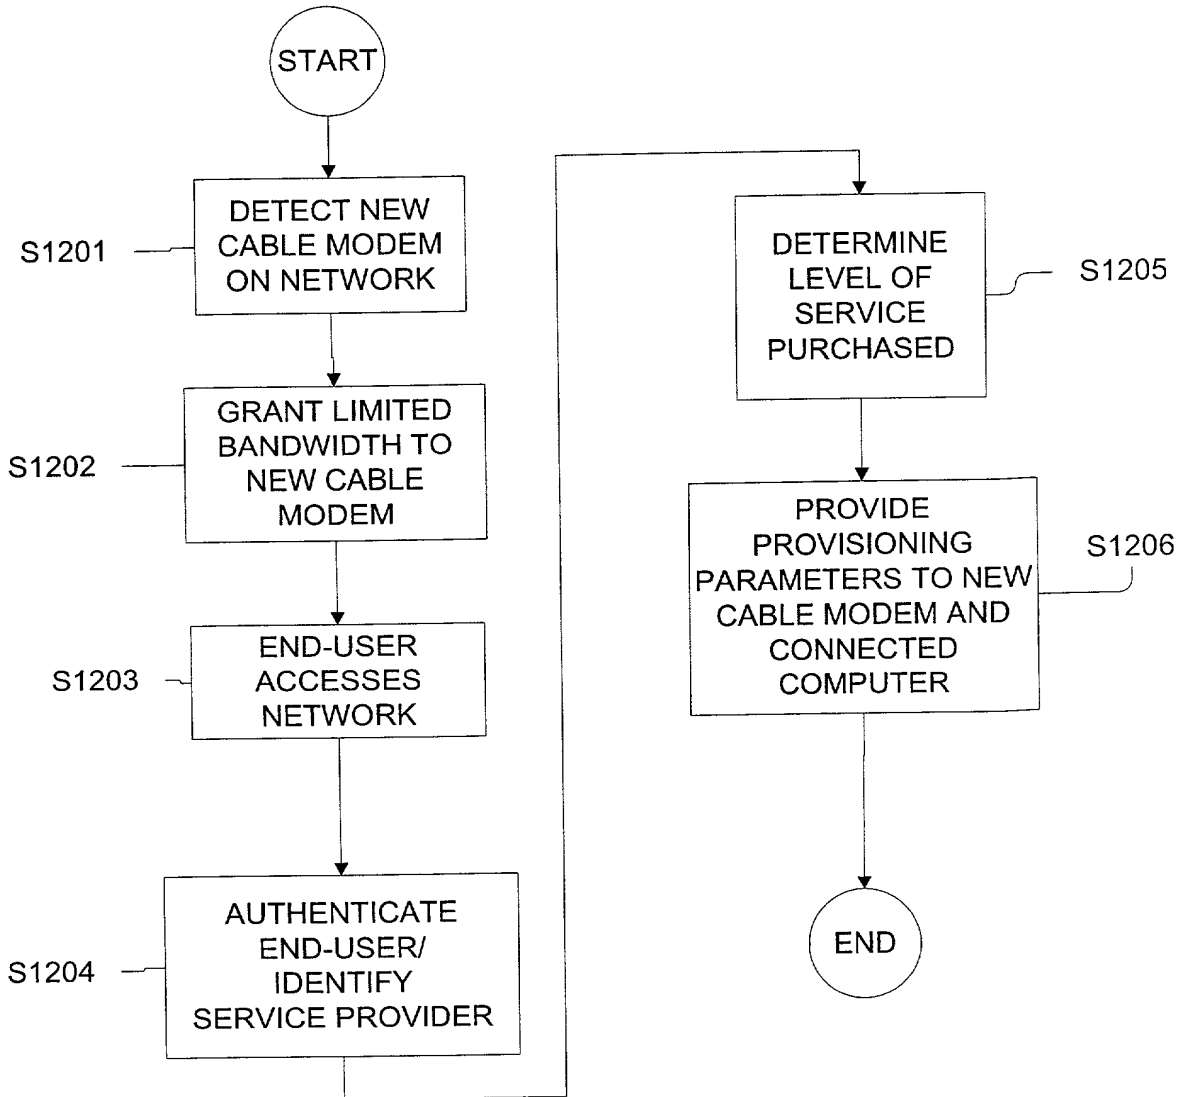 START
DETECT NEW
CABLE MODEM
ON NETWORK
S1201
GRANT LIMITED
BANDWIDTH TO
NEW CABLE
MODEM
S1202
END-USER
ACCESSES
NETWORK
S1203
AUTHENTICATE
END-USER/
IDENTIFY
SERVICE PROVIDER
S1204
DETERMINE
LEVEL OF
SERVICE
PURCHASED
S1205
PROVIDE
PROVISIONING
PARAMETERS TO NEW
CABLE MODEM AND
CONNECTED
COMPUTER
S1206
END